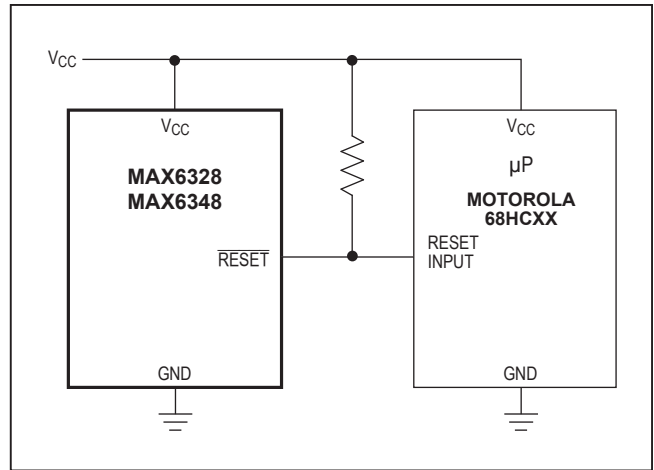 VCC
VCC
MAX6328
MAX6348
RESET
GND
VCC
µP
MOTOROLA
68HCXX
RESET
INPUT
GND